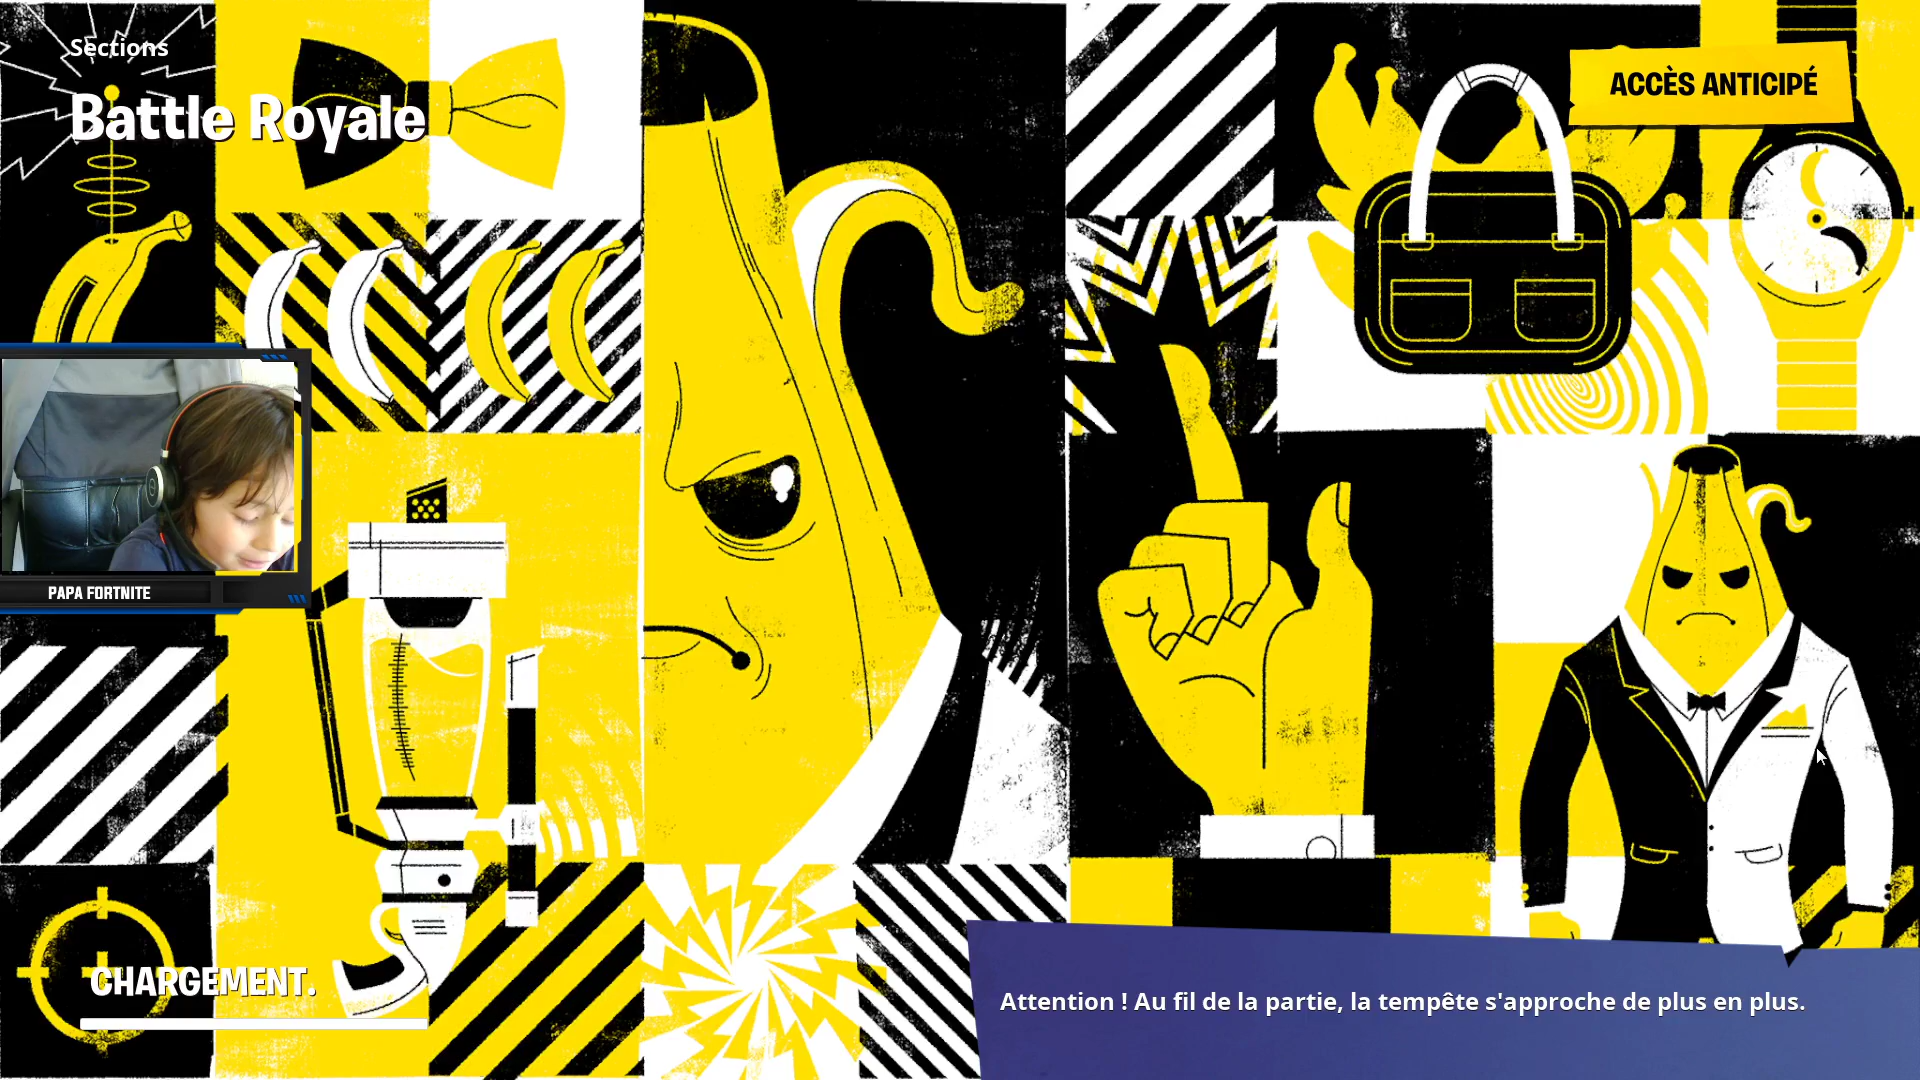 Sections
Battle Royale
ACCÈS ANTICIPÉ
PAPA FORTNITE
CHARGEMENT.
Attention ! Au fil de la partie, la tempête s'approche de plus en plus.